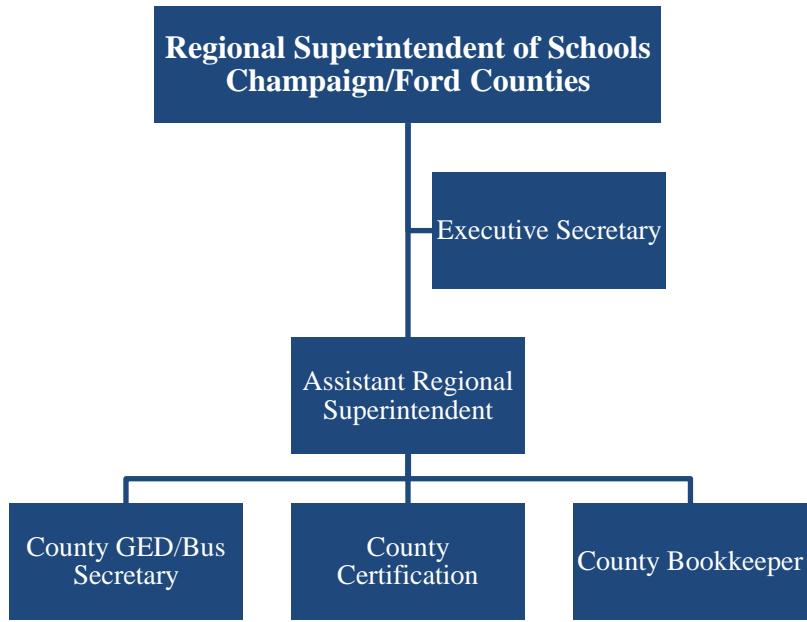 Regional Superintendent of Schools
Champaign/Ford Counties
Executive Secretary
Assistant Regional
Superintendent
County GED/Bus
Secretary
County
Certification
County Bookkeeper